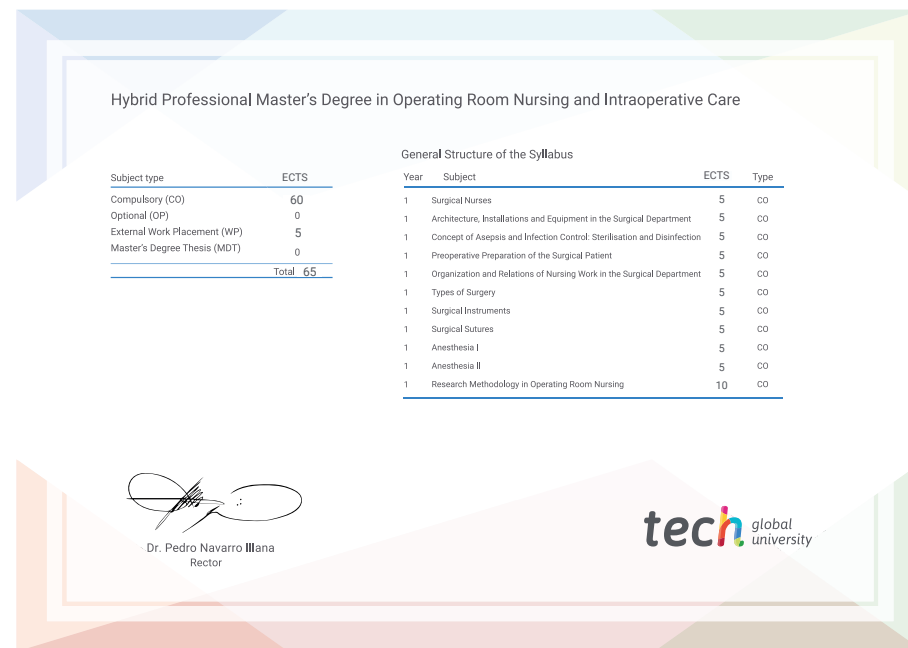 Hybrid Professional Master's Degree in Operating Room Nursing and Intraoperative Care
Subject type ECTS
Compulsory (CO) 60
Optional (OP) 0
External Work Placement (WP) 5
Master's Degree Thesis (MDT) 0
Total 65
General Structure of the Syllabus
Year Subject ECTS Type
1 Surgical Nurses 5 CO
1 Architecture, Installations and Equipment in the Surgical Department 5 CO
1 Concept of Asepsis and Infection Control: Sterilisation and Disinfection 5 CO
1 Preoperative Preparation of the Surgical Patient 5 CO
1 Organization and Relations of Nursing Work in the Surgical Department 5 CO
1 Types of Surgery 5 CO
1 Surgical Instruments 5 CO
1 Surgical Sutures 5 CO
1 Anesthesia I 5 CO
1 Anesthesia II 5 CO
1 Research Methodology in Operating Room Nursing 10 CO
Dr. Pedro Navarro Illana
Rector
tech global
university